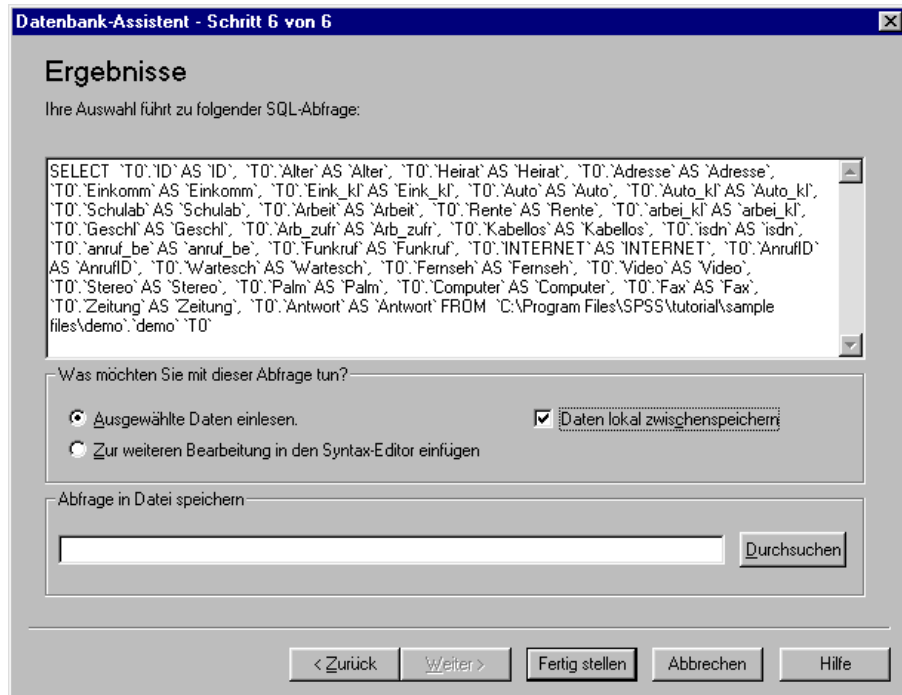 Datenbank-Assistent - Schritt 6 von 6
Ergebnisse
Ihre Auswahl führt zu folgender SQL-Abfrage:
SELECT `T0`.`ID` AS `ID`, `T0`.`Alter` AS `Alter`, `T0`.`Heirat` AS `Heirat`, `T0`.`Adresse` AS `Adresse`,
`T0`.`Einkomm` AS `Einkomm`, `T0`.`Eink_kl` AS `Eink_kl`, `T0`.`Auto` AS `Auto`, `T0`.`Auto_kl` AS `Auto_kl`,
`T0`.`Schulab` AS `Schulab`, `T0`.`Arbeit` AS `Arbeit`, `T0`.`Rente` AS `Rente`, `T0`.`arbei_kl` AS `arbei_kl`,
`T0`.`Geschl` AS `Geschl`, `T0`.`Arb_zufr` AS `Arb_zufr`, `T0`.`Kabellos` AS `Kabellos`, `T0`.`isdn` AS `isdn`,
`T0`.`anruf_be` AS `anruf_be`, `T0`.`Funkruf` AS `Funkruf`, `T0`.`INTERNET` AS `INTERNET`, `T0`.`AnrufID`
AS `AnrufID`, `T0`.`Wartesch` AS `Wartesch`, `T0`.`Fernseh` AS `Fernseh`, `T0`.`Video` AS `Video`,
`T0`.`Stereo` AS `Stereo`, `T0`.`Palm` AS `Palm`, `T0`.`Computer` AS `Computer`, `T0`.`Fax` AS `Fax`,
`T0`.`Zeitung` AS `Zeitung`, `T0`.`Antwort` AS `Antwort` FROM `C:\Program Files\SPSS\tutorial\sample
files\demo`.`demo` `T0`
Was möchten Sie mit dieser Abfrage tun?
Ausgewählte Daten einlesen.
Daten lokal zwischenspeichern
Zur weiteren Bearbeitung in den Syntax-Editor einfügen
Abfrage in Datei speichern
Durchsuchen
< Zurück
Weiter >
Fertig stellen
Abbrechen
Hilfe